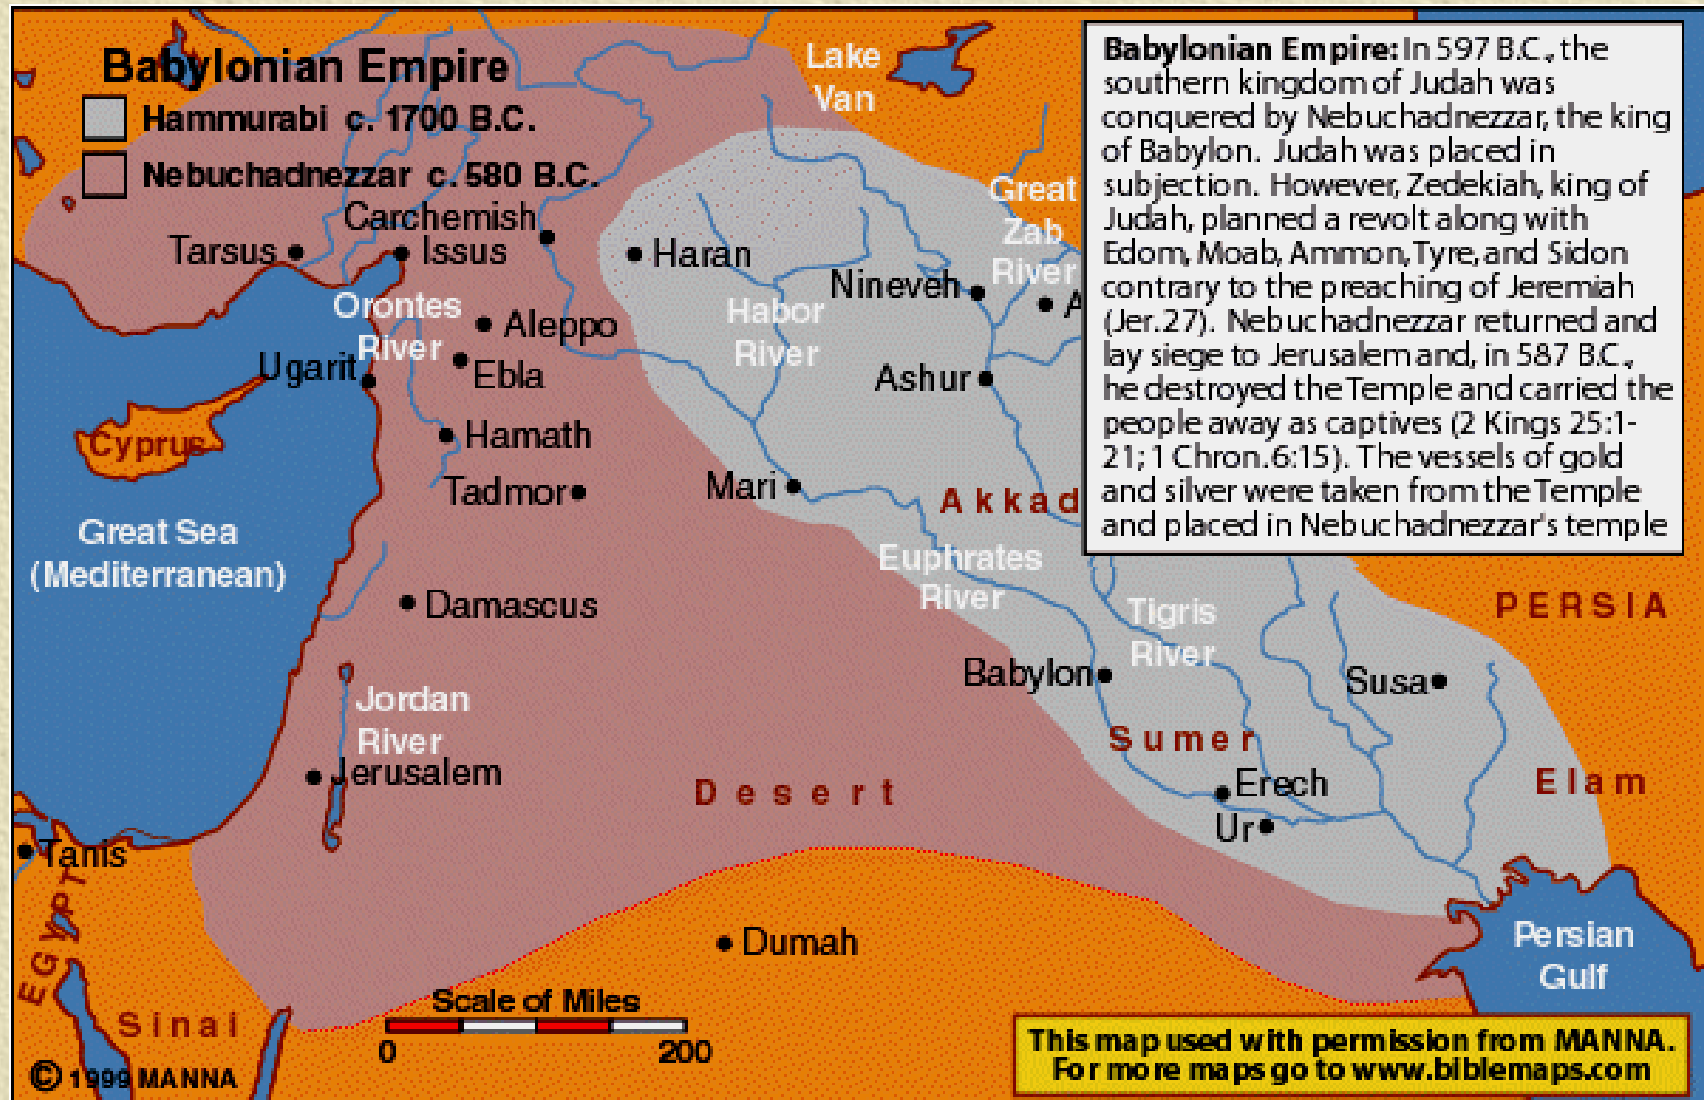 Babylonian Empire
Hammurabi c. 1700 B.C.
Nebuchadnezzar c. 580 B.C.
Lake
Van
Babylonian Empire: In 597 B.C., the
southern kingdom of Judah was
conquered by Nebuchadnezzar, the king
of Babylon. Judah was placed in
subjection. However, Zedekiah, king of
Judah, planned a revolt along with
Edom, Moab, Ammon, Tyre, and Sidon
contrary to the preaching of Jeremiah
(Jer.27). Nebuchadnezzar returned and
lay siege to Jerusalem and, in 587 B.C.,
he destroyed the Temple and carried the
people away as captives (2 Kings 25:1-
21; 1 Chron.6:15). The vessels of gold
and silver were taken from the Temple
and placed in Nebuchadnezzar's temple
Carchemish
Great
Zab
River
Tarsus
Issus
Haran
Nineveh
A
Orontes
River
Habor
River
Aleppo
Ugarit
Ebla
Ashur
Cyprus
Hamath
Tadmor
Mari
Akkad
Great Sea
(Mediterranean)
Euphrates
River
Damascus
Tigris
River
PERSIA
Babylon
Susa
Jordan
River
Sumer
Jerusalem
Desert
Erech
Elam
Ur
Tanis
EGYPT
Dumah
Persian
Gulf
Sinai
Scale of Miles
0 200
© 1999 MANNA
This map used with permission from MANNA.
For more maps go to www.biblemaps.com